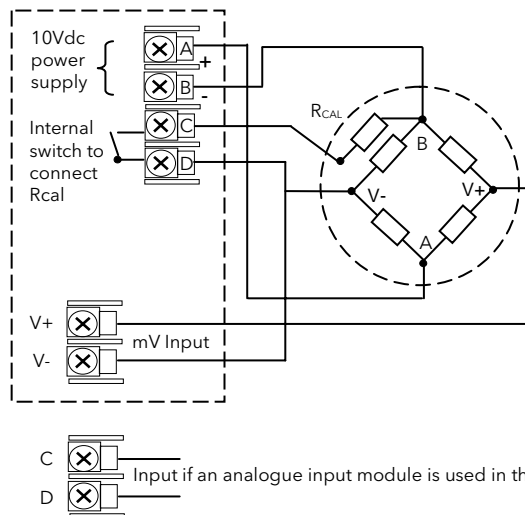 10Vdc
power
supply
A
+
B
-
Internal
switch to
connect
Rcal
C
D
RCAL
B
V-
V+
A
V+
V-
mV Input
C
D
Input if an analogue input module is used in th